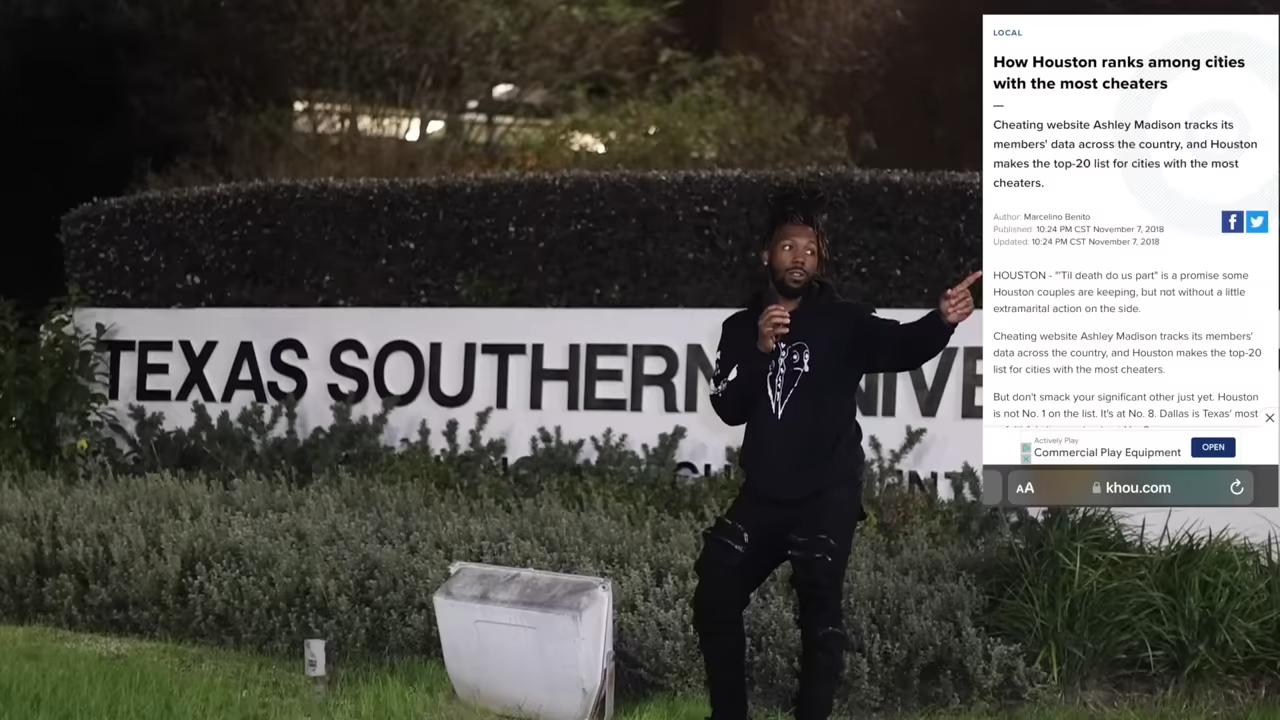 TEXAS SOUTHERN
LOCAL
How Houston ranks among cities
with the most cheaters
Cheating website Ashley Madison tracks its
members' data across the country, and Houston
makes the top-20 list for cities with the most
cheaters.
Author: Marcelino Benito
Published: 10:24 PM CST November 7, 2018
Updated: 10:24 PM CST November 7, 2018
HOUSTON - "'Til death do us part" is a promise some
Houston couples are keeping, but not without a little
extramarital action on the side.
Cheating website Ashley Madison tracks its members'
data across the country, and Houston makes the top-20
list for cities with the most cheaters.
But don't smack your significant other just yet. Houston
is not No. 1 on the list. It's at No. 8. Dallas is Texas' most
Actively Play
Commercial Play Equipment
OPEN
AA
khou.com